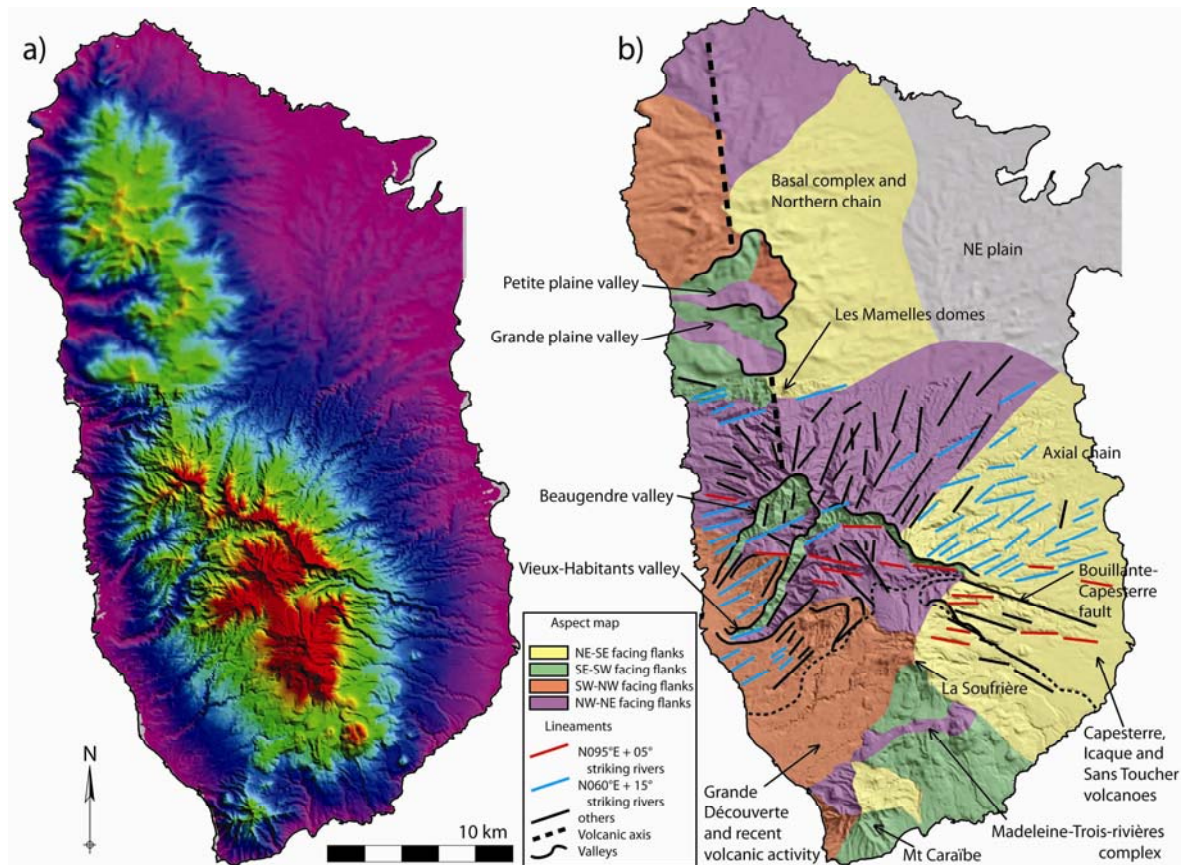 a)
N
10 km
b)
Basal complex and
Northern chain
NE plain
Petite plaine valley
Grande plaine valley
Les Mamelles domes
Axial chain
Beaugendre valley
Vieux-Habitants valley
Bouillante-
Capesterre
fault
La Soufrière
Capesterre,
Icaque and
Sans Toucher
volcanoes
Grande
Découverte
and recent
volcanic activity
Mt Caraïbe
Madeleine-Trois-rivières
complex
Aspect map
NE-SE facing flanks
SE-SW facing flanks
SW-NW facing flanks
NW-NE facing flanks
Lineaments
N095°E + 05°
striking rivers
N060°E + 15°
striking rivers
others
Volcanic axis
Valleys